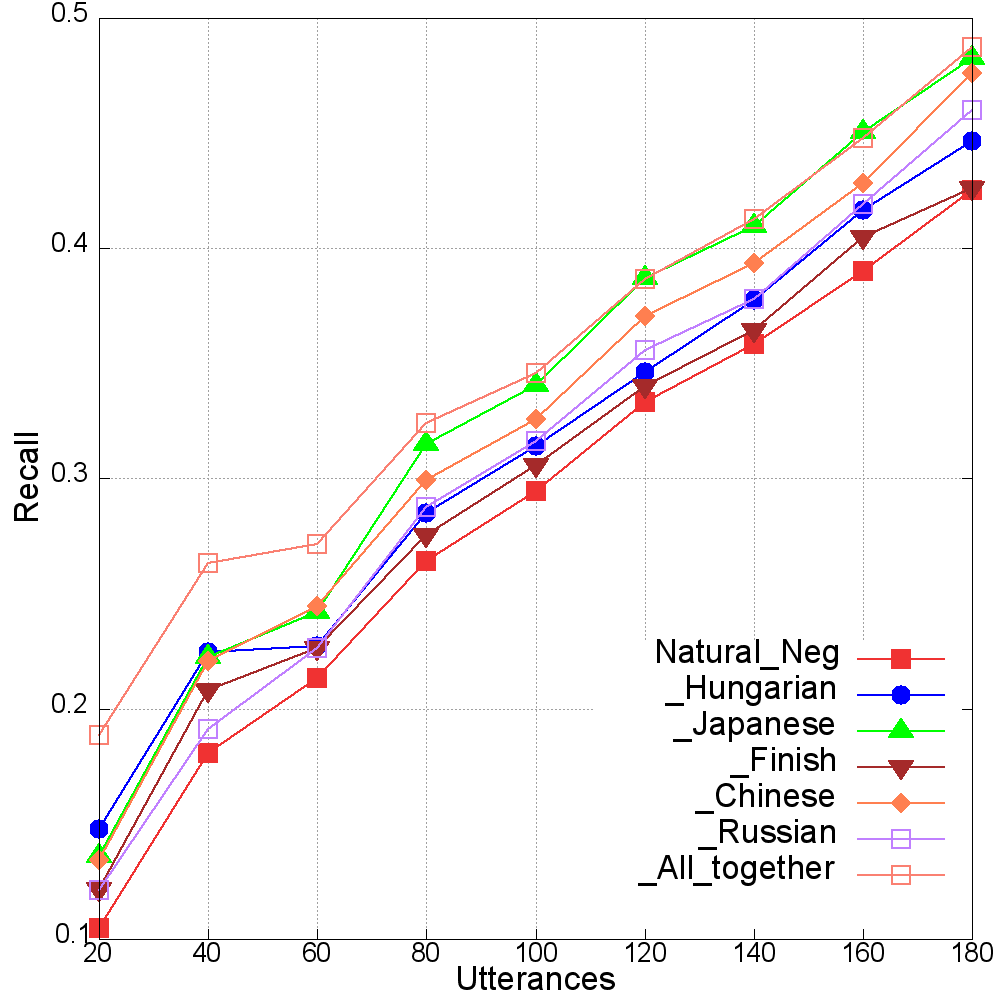 0.5
0.4
0.3
0.2
0.1
Recall
Natural_Neg
_Hungarian
_Japanese
_Finish
_Chinese
_Russian
_All_together
20 40 60 80 100 120 140 160 180
Utterances